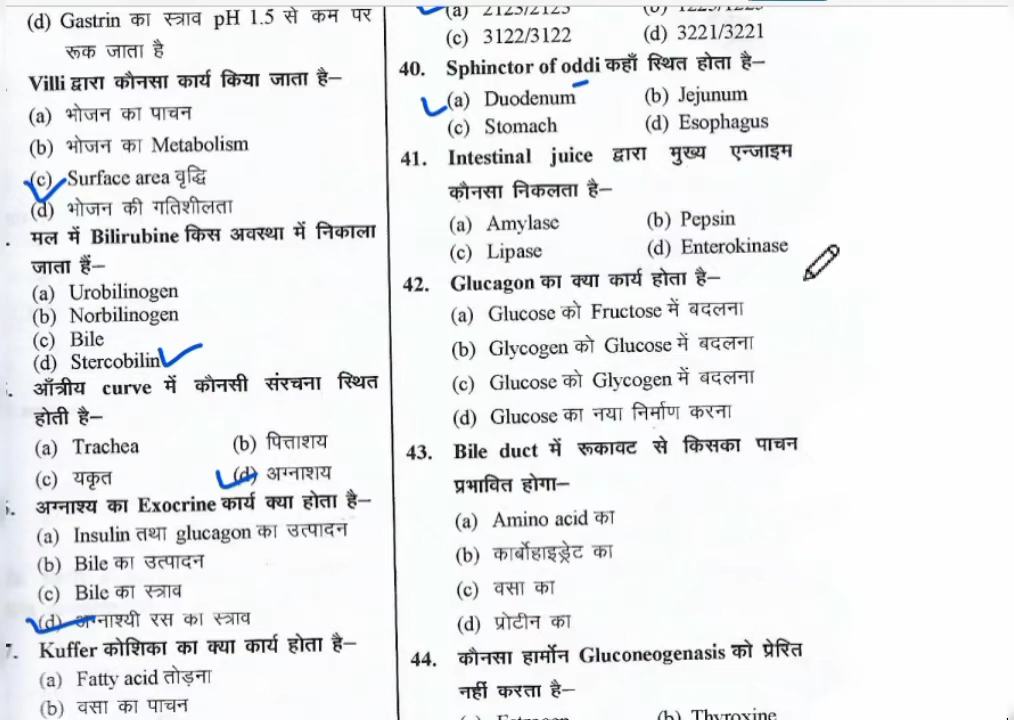 (d) Gastrin का स्त्राव pH 1.5 से कम पर
रूक जाता है
Villi द्वारा कौनसा कार्य किया जाता है–
(a) भोजन का पाचन
(b) भोजन का Metabolism
(c) Surface area वृद्धि
(d) भोजन की गतिशीलता
. मल में Bilirubine किस अवस्था में निकाला
जाता हैं–
(a) Urobilinogen
(b) Norbilinogen
(c) Bile
(d) Stercobilin
. आँत्रीय curve में कौनसी संरचना स्थित
होती है–
(a) Trachea (b) पित्ताशय
(c) यकृत (d) अग्नाशय
. अग्नाश्य का Exocrine कार्य क्या होता है–
(a) Insulin तथा glucagon का उत्पादन
(b) Bile का उत्पादन
(c) Bile का स्त्राव
(d) अग्नाश्यी रस का स्त्राव
7. Kuffer कोशिका का क्या कार्य होता है–
(a) Fatty acid तोड़ना
(b) वसा का पाचन
(a) 2123/2123
(c) 3122/3122 (d) 3221/3221
40. Sphinctor of oddi कहाँ स्थित होता है–
(a) Duodenum (b) Jejunum
(c) Stomach (d) Esophagus
41. Intestinal juice द्वारा मुख्य एन्जाइम
कौनसा निकलता है–
(a) Amylase (b) Pepsin
(c) Lipase (d) Enterokinase
42. Glucagon का क्या कार्य होता है–
(a) Glucose को Fructose में बदलना
(b) Glycogen को Glucose में बदलना
(c) Glucose को Glycogen में बदलना
(d) Glucose का नया निर्माण करना
43. Bile duct में रूकावट से किसका पाचन
प्रभावित होगा–
(a) Amino acid का
(b) कार्बोहाइड्रेट का
(c) वसा का
(d) प्रोटीन का
44. कौनसा हार्मोन Gluconeogenasis को प्रेरित
नहीं करता है–
(b) Thyroxine